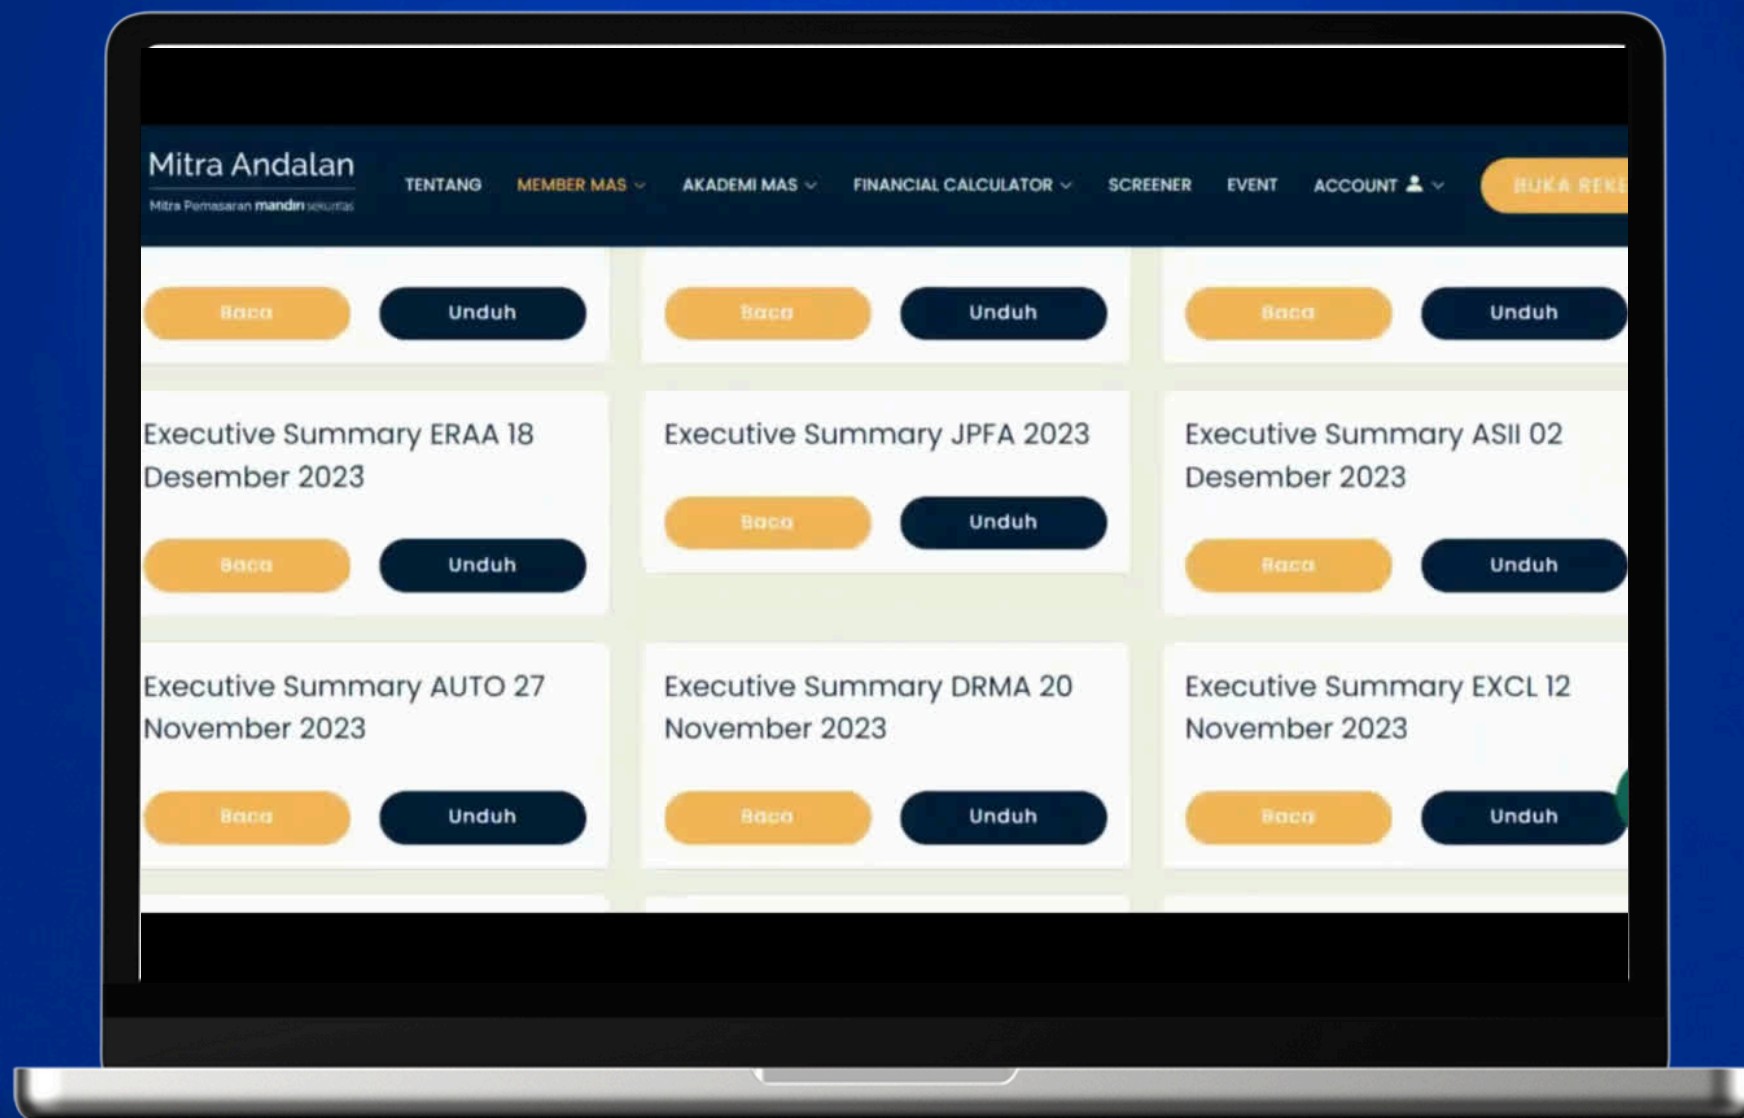 Mitra Andalan
Mitra Pemasaran mandiri sekuritas
TENTANG MEMBER MAS AKADEMI MAS FINANCIAL CALCULATOR SCREENER EVENT ACCOUNT BUKA REKE
Baca Unduh Baca Unduh Baca Unduh
Executive Summary ERAA 18
Desember 2023
Baca Unduh
Executive Summary JPFA 2023
Baca Unduh
Executive Summary ASII 02
Desember 2023
Baca Unduh
Executive Summary AUTO 27
November 2023
Baca Unduh
Executive Summary DRMA 20
November 2023
Baca Unduh
Executive Summary EXCL 12
November 2023
Baca Unduh